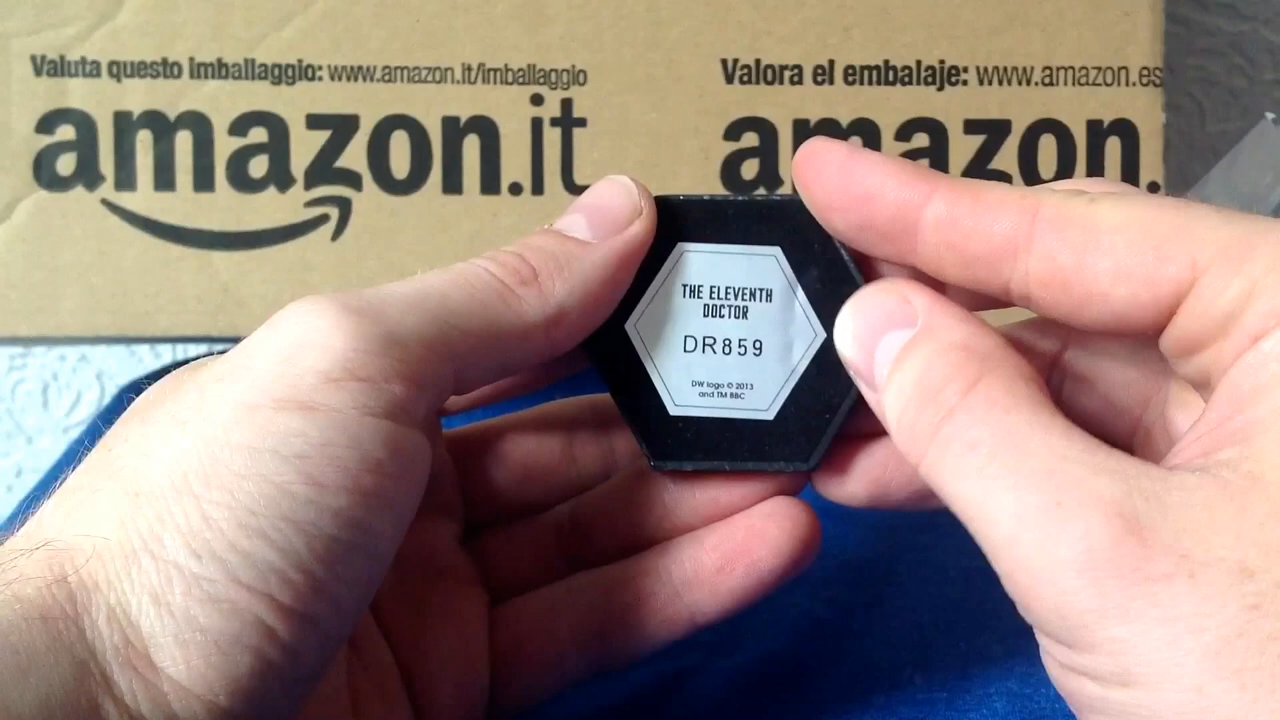 Valuta questo imballaggio: www.amazon.it/imballaggio
amazon.it
Valora el embalaje: www.amazon.es
amazon.
THE ELEVENTH
DOCTOR
DR859
DW logo © 2013
and TM BBC